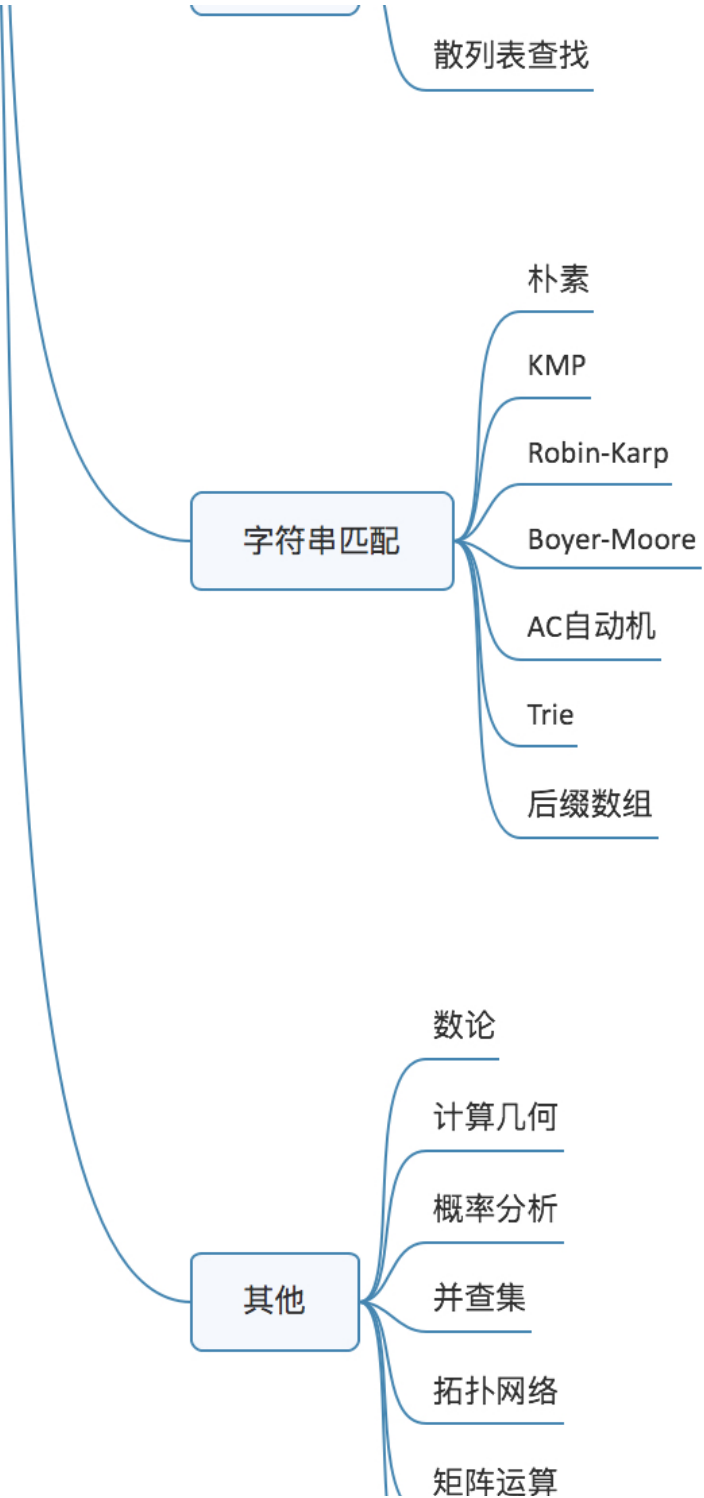 散列表查找
朴素
KMP
Robin-Karp
字符串匹配
Boyer-Moore
AC自动机
Trie
后缀数组
数论
计算几何
概率分析
其他
并查集
拓扑网络
矩阵运算